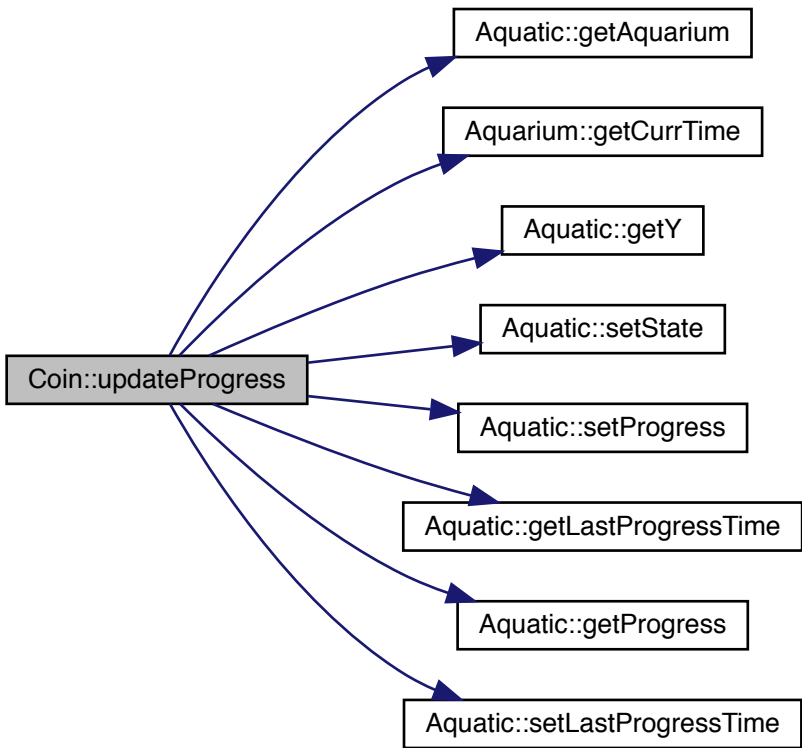 Aquatic::getAquarium
Aquarium::getCurrTime
Aquatic::getY
Aquatic::setState
Coin::updateProgress
Aquatic::setProgress
Aquatic::getLastProgressTime
Aquatic::getProgress
Aquatic::setLastProgressTime